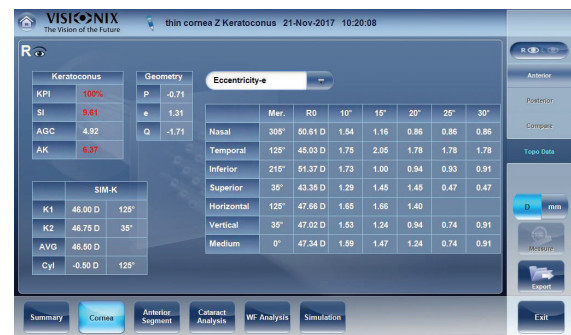 VISIONIX
The Vision of the Future
thin cornea Z Keratoconus 21-Nov-2017 10:20:08
R
Keratoconus
KPI 100%
SI 9.61
AGC 4.92
AK 6.37
Geometry
P -0.71
e 1.31
Q -1.71
Eccentricity-e
Mer. R0 10° 15° 20° 25° 30°
Nasal 305° 50.61 D 1.54 1.16 0.86 0.86 0.86
Temporal 125° 45.03 D 1.75 2.05 1.78 1.78 1.78
Inferior 215° 51.37 D 1.73 1.00 0.94 0.93 0.91
Superior 35° 43.35 D 1.29 1.45 1.45 0.47 0.47
Horizontal 125° 47.66 D 1.65 1.66 1.40
Vertical 35° 47.02 D 1.53 1.24 0.94 0.74 0.91
Medium 0° 47.34 D 1.59 1.47 1.24 0.74 0.91
SIM-K
K1 46.00 D 125°
K2 46.75 D 35°
AVG 46.50 D
Cyl -0.50 D 125°
R
Anterior
Posterior
Compare
Topo Data
D mm
Measure
Export
Exit
Summary
Cornea
Anterior Segment
Cataract Analysis
WF Analysis
Simulation